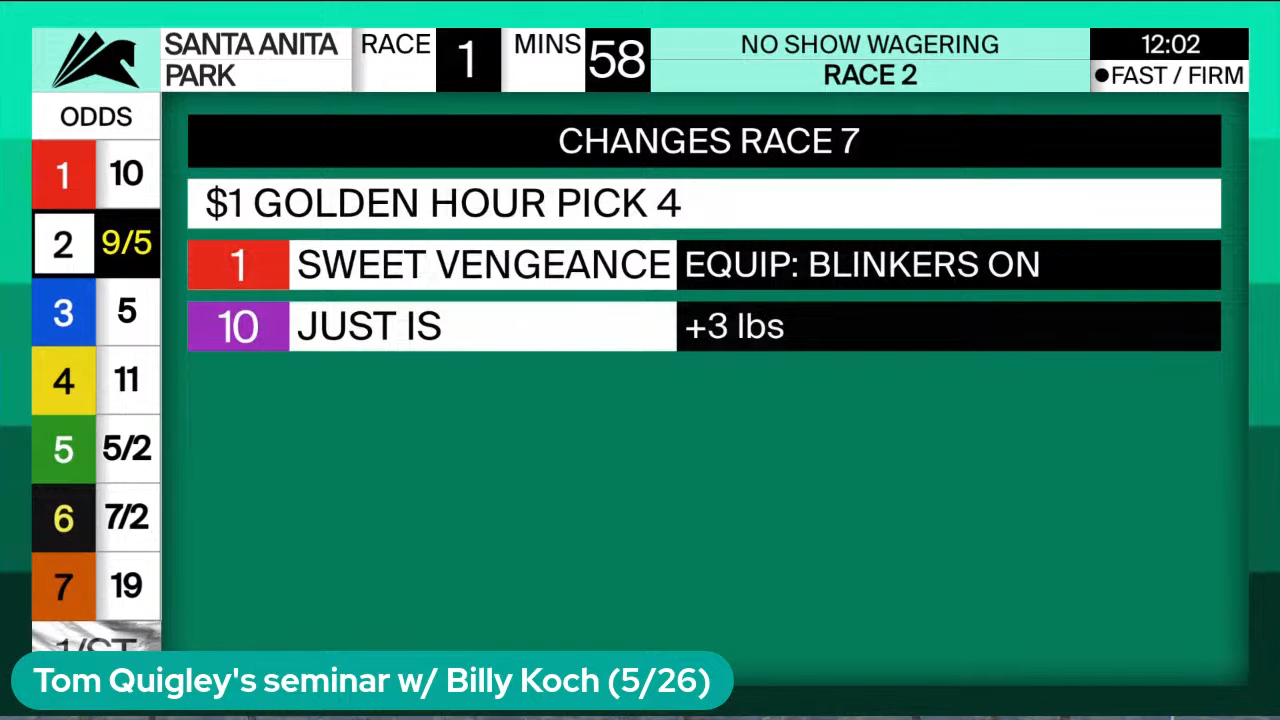 SANTA ANITA
PARK
RACE
1
MINS
58
NO SHOW WAGERING
RACE 2
12:02
FAST / FIRM
ODDS
1 10
2 9/5
3 5
4 11
5 5/2
6 7/2
7 19
1/ST
CHANGES RACE 7
$1 GOLDEN HOUR PICK 4
1 SWEET VENGEANCE EQUIP: BLINKERS ON
10 JUST IS +3 lbs
Tom Quigley's seminar w/ Billy Koch (5/26)